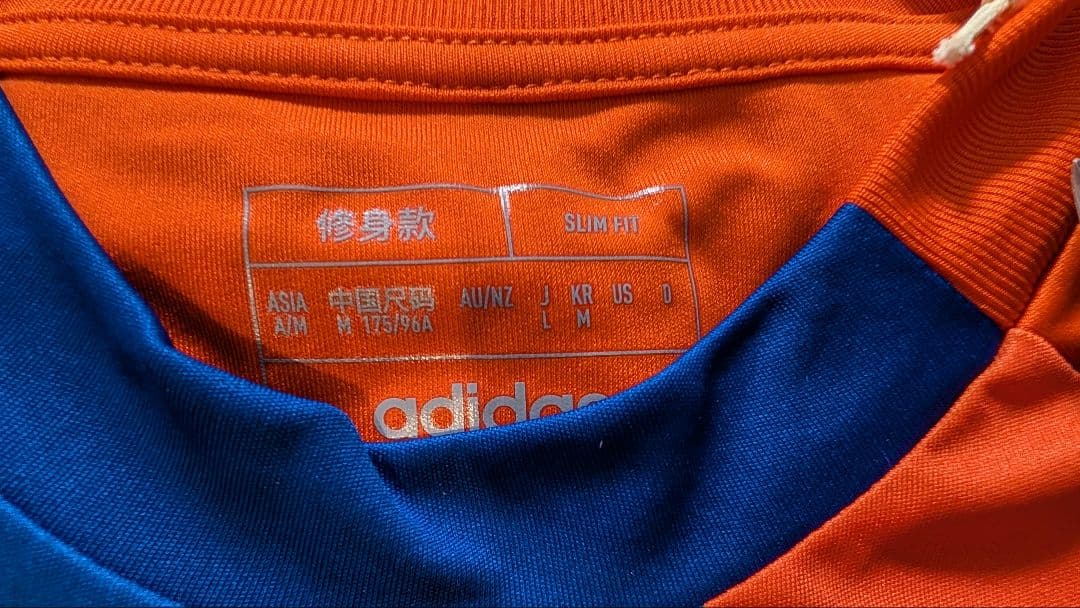 修身款 SLIM FIT
ASIA 中国尺码 AU/NZ J KR US D
A/M M 175/96A L M
adidas